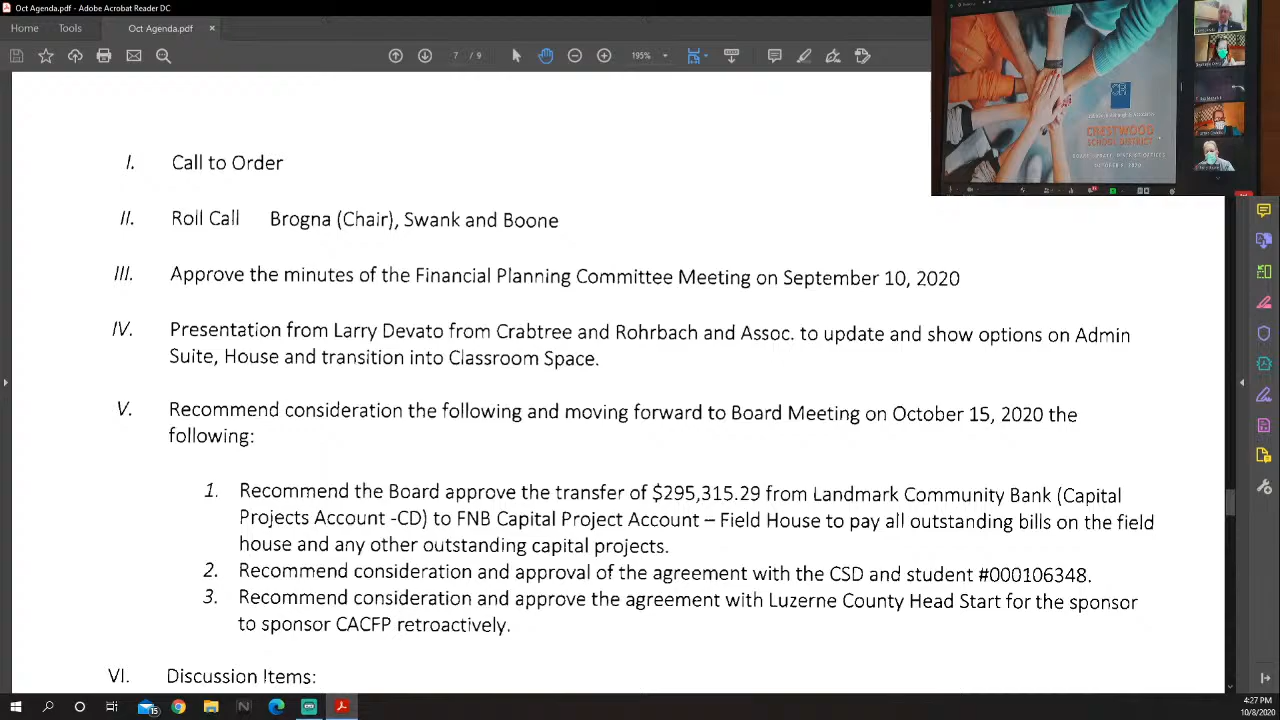 Oct Agenda.pdf - Adobe Acrobat Reader DC
Home Tools Oct Agenda.pdf ×
7 / 9 195%
CRESTWOOD
SCHOOL DISTRICT
OCTOBER 8, 2020
I. Call to Order
II. Roll Call Brogna (Chair), Swank and Boone
III. Approve the minutes of the Financial Planning Committee Meeting on September 10, 2020
IV. Presentation from Larry Devato from Crabtree and Rohrbach and Assoc. to update and show options on Admin
Suite, House and transition into Classroom Space.
V. Recommend consideration the following and moving forward to Board Meeting on October 15, 2020 the
following:
1. Recommend the Board approve the transfer of $295,315.29 from Landmark Community Bank (Capital
Projects Account -CD) to FNB Capital Project Account – Field House to pay all outstanding bills on the field
house and any other outstanding capital projects.
2. Recommend consideration and approval of the agreement with the CSD and student #000106348.
3. Recommend consideration and approve the agreement with Luzerne County Head Start for the sponsor
to sponsor CACFP retroactively.
VI. Discussion Items:
4:27 PM
10/8/2020